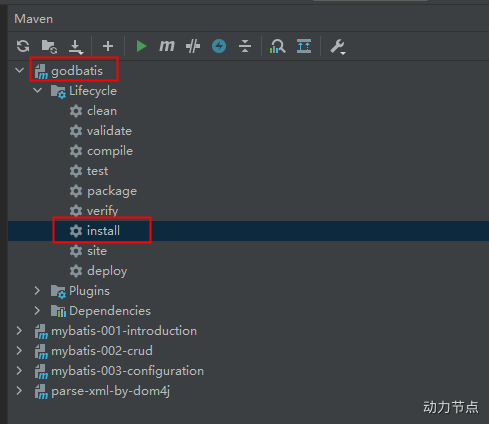 Maven
godbatis
Lifecycle
clean
validate
compile
test
package
verify
install
site
deploy
Plugins
Dependencies
mybatis-001-introduction
mybatis-002-crud
mybatis-003-configuration
parse-xml-by-dom4j
动力节点